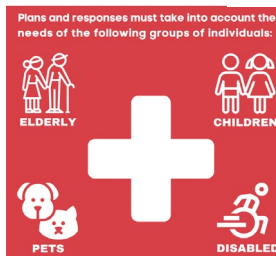 Plans and responses must take into account the
needs of the following groups of individuals:
ELDERLY
CHILDREN
PETS
DISABLED